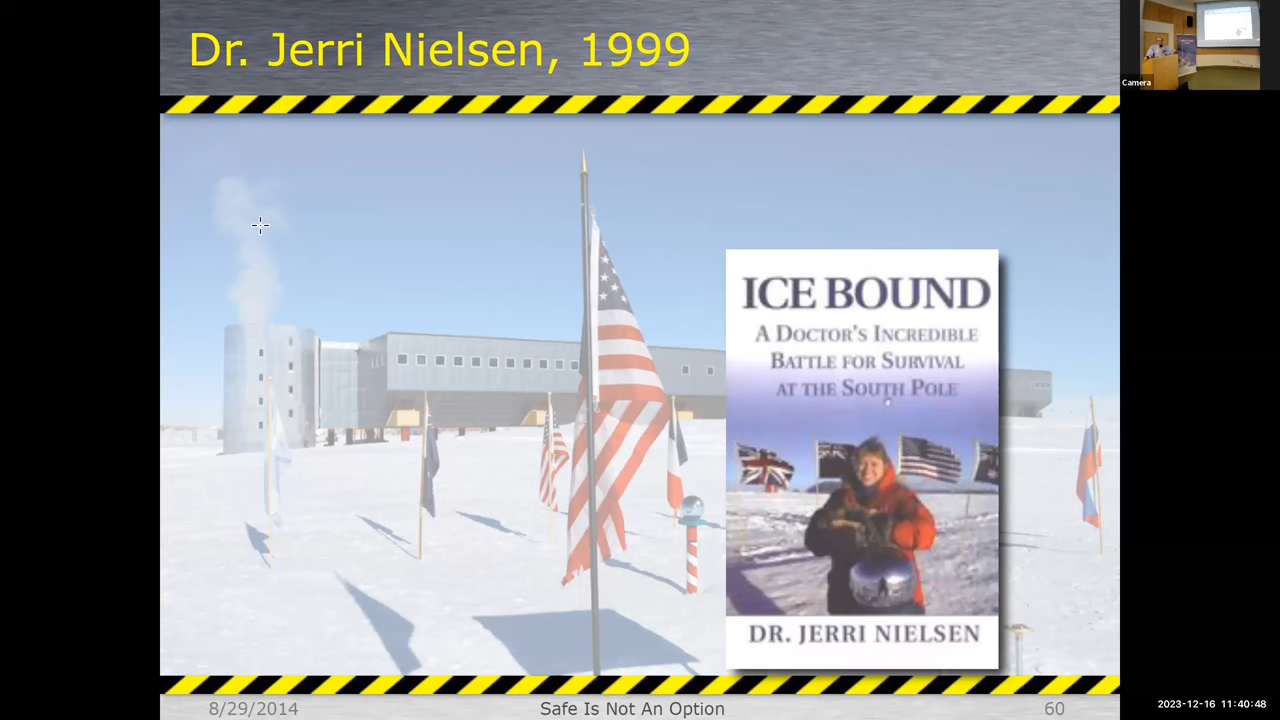 Dr. Jerri Nielsen, 1999
Camera
ICE BOUND
A DOCTOR'S INCREDIBLE
BATTLE FOR SURVIVAL
AT THE SOUTH POLE
DR. JERRI NIELSEN
8/29/2014
Safe Is Not An Option
60
2023-12-16 11:40:48